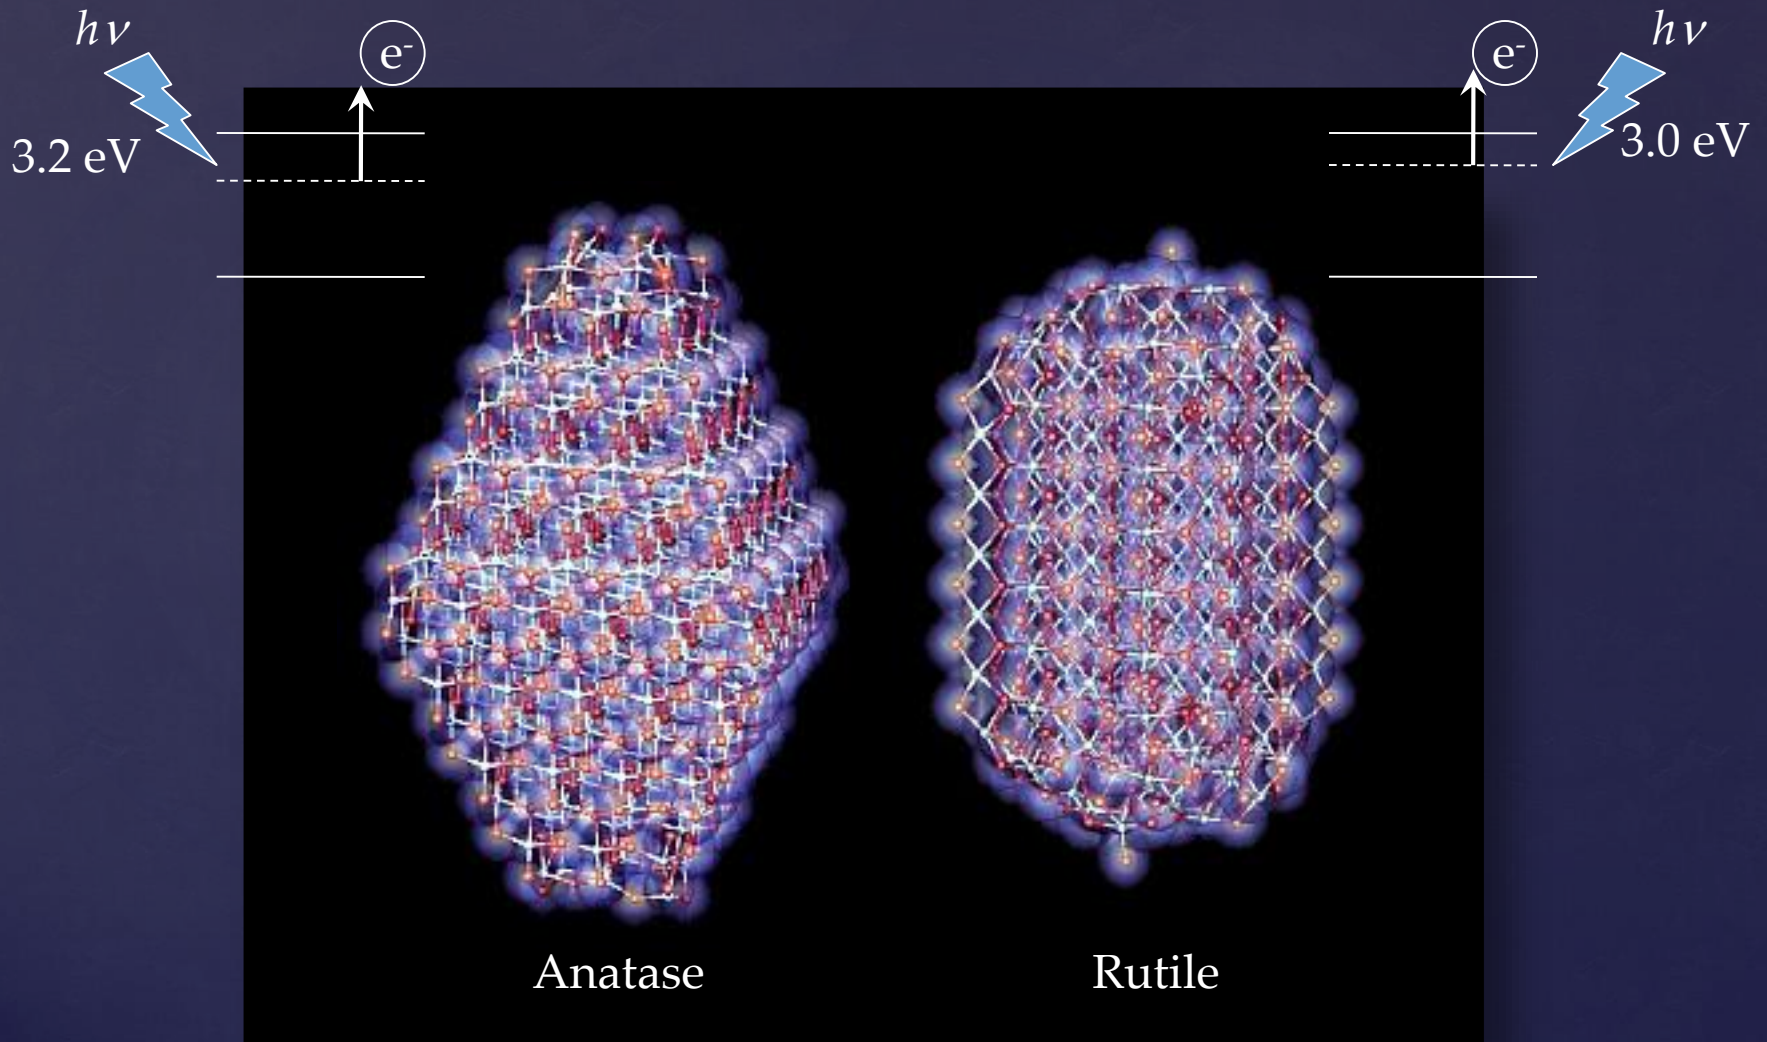 hν
e-
e-
hν
3.2 eV
3.0 eV
Anatase
Rutile